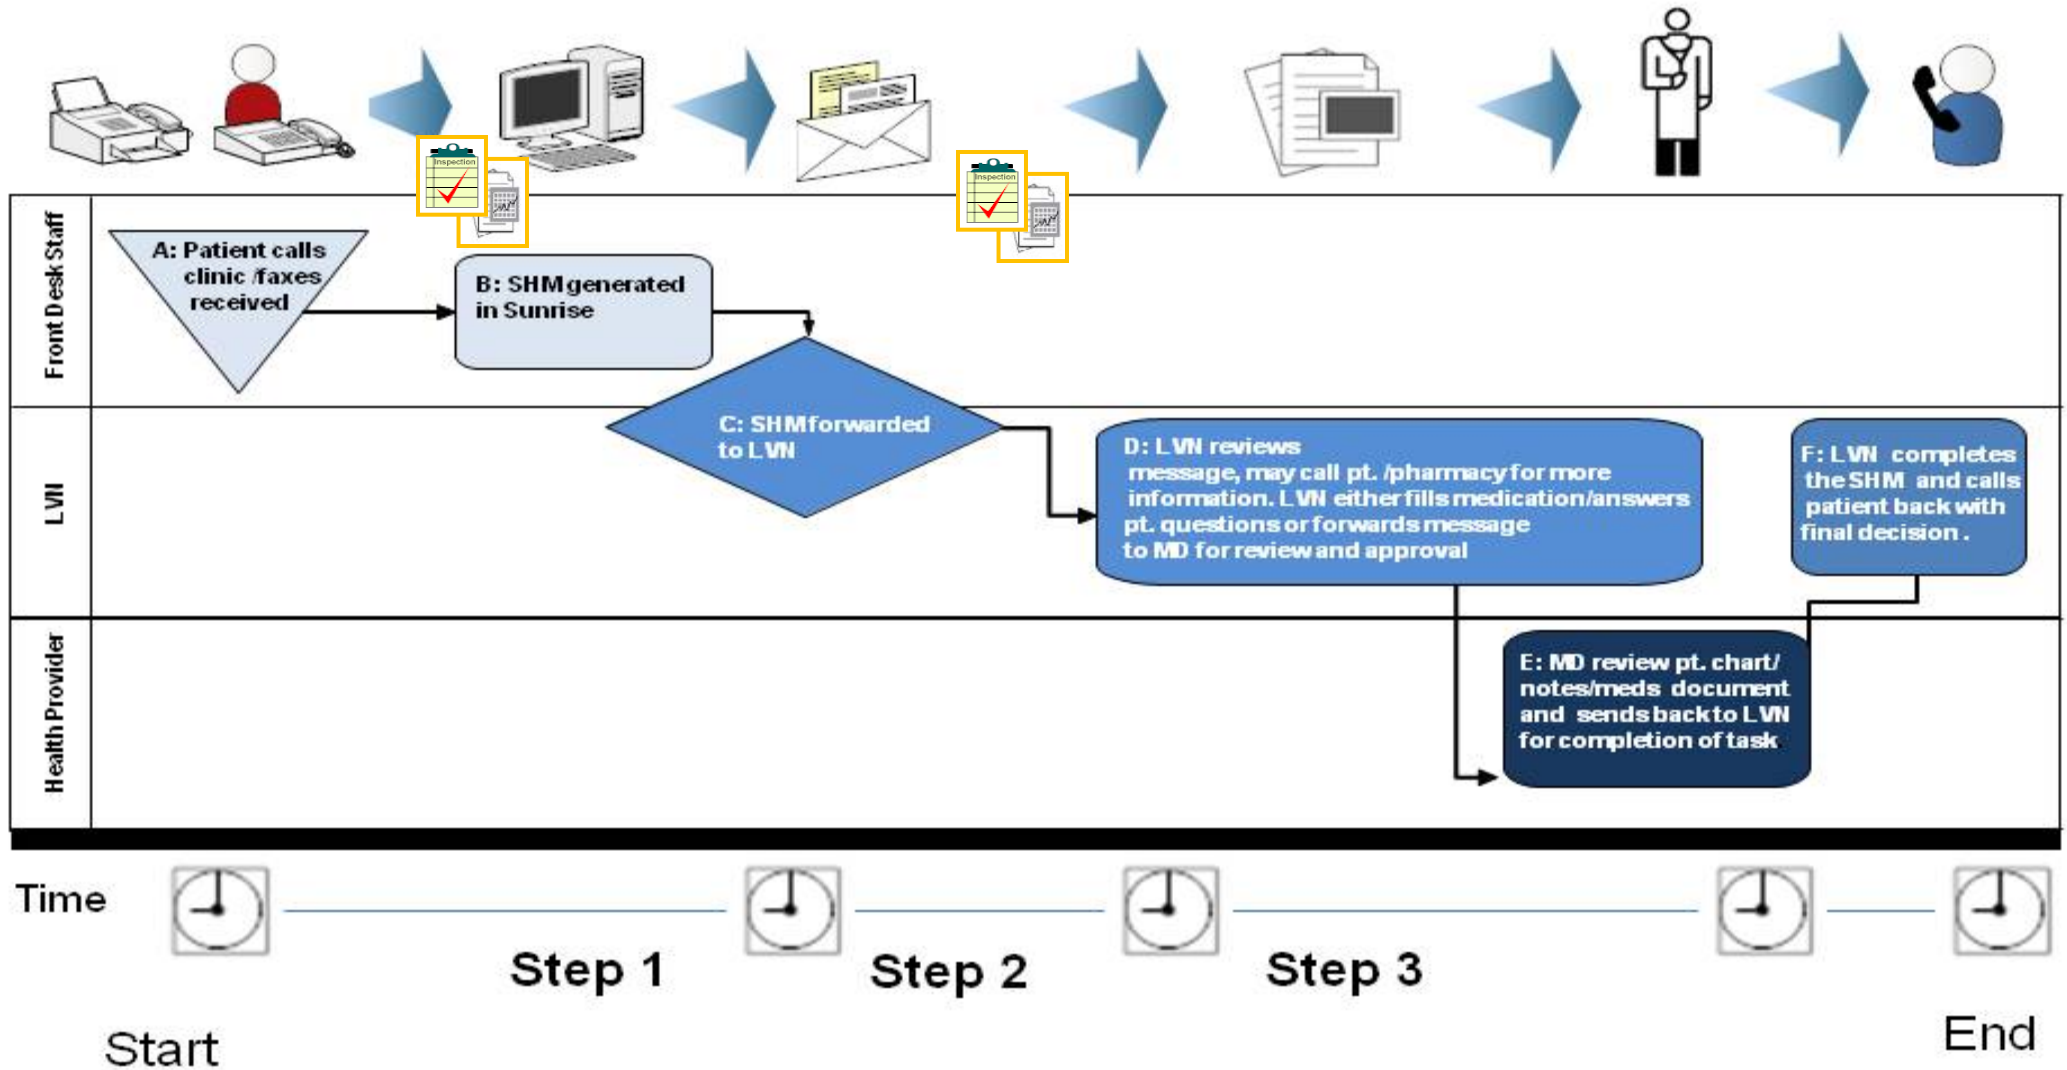 Inspection
Inspection
Front Desk Staff
A: Patient calls
clinic /faxes
received
B: SHM generated
in Sunrise
C: SHM forwarded
to LVN
LVN
D: LVN reviews
message, may call pt. /pharmacy for more
information. LVN either fills medication/answers
pt. questions or forwards message
to MD for review and approval
F: LVN completes
the SHM and calls
patient back with
final decision .
Health Provider
E: MD review pt. chart/
notes/meds document
and sends back to LVN
for completion of task.
Time
Step 1
Step 2
Step 3
Start
End